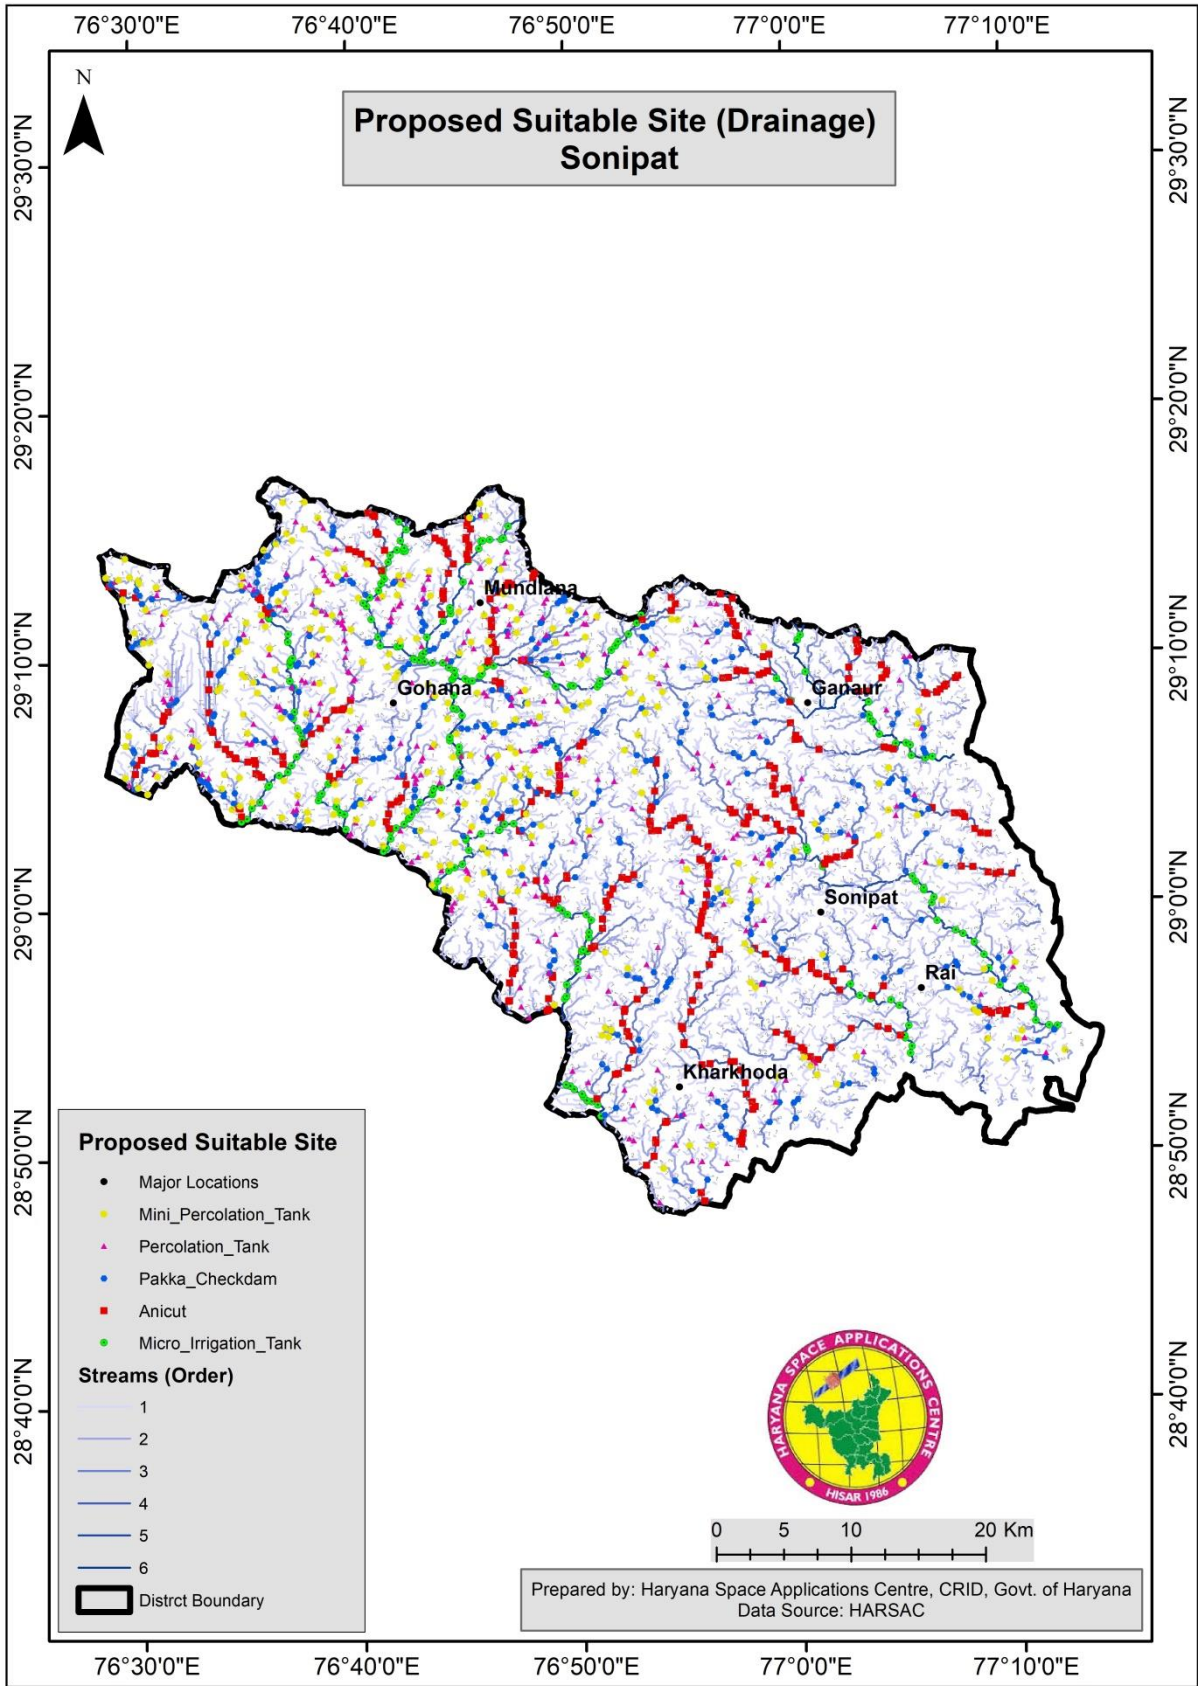 76°30'0"E
76°40'0"E
76°50'0"E
77°0'0"E
77°10'0"E
N
Proposed Suitable Site (Drainage)
Sonipat
29°30'0"N
29°30'0"N
29°20'0"N
29°20'0"N
29°10'0"N
29°10'0"N
29°0'0"N
29°0'0"N
28°50'0"N
28°50'0"N
28°40'0"N
28°40'0"N
Mundlana
Gohana
Ganaur
Sonipat
Rai
Kharkhoda
Proposed Suitable Site
Major Locations
Mini_Percolation_Tank
Percolation_Tank
Pakka_Checkdam
Anicut
Micro_Irrigation_Tank
Streams (Order)
1
2
3
4
5
6
Distrct Boundary
HARYANA SPACE APPLICATIONS CENTRE
HISAR 1986
0 5 10 20 Km
Prepared by: Haryana Space Applications Centre, CRID, Govt. of Haryana
Data Source: HARSAC
76°30'0"E
76°40'0"E
76°50'0"E
77°0'0"E
77°10'0"E